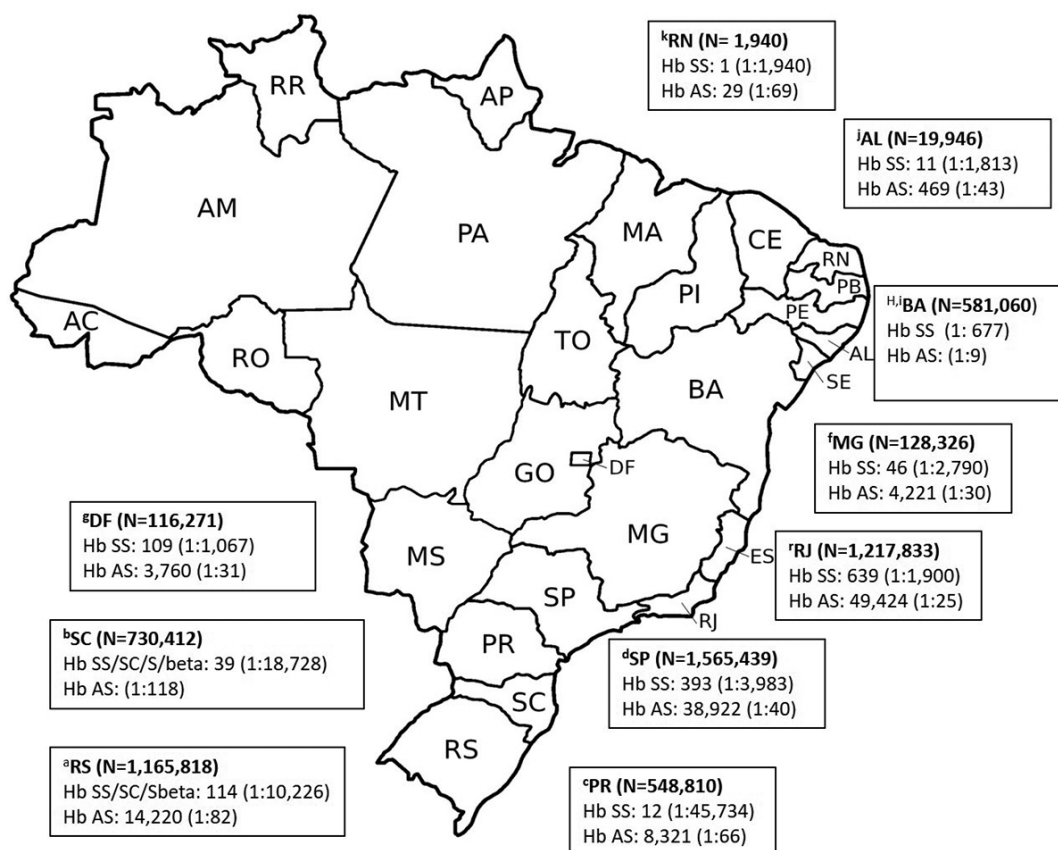 ᵏRN (N= 1,940)
Hb SS: 1 (1:1,940)
Hb AS: 29 (1:69)
ʲAL (N=19,946)
Hb SS: 11 (1:1,813)
Hb AS: 469 (1:43)
RR
AP
AM
PA
MA
CE
RN
PB
PI
PE
AC
TO
AL
RO
SE
MT
BA
ᴴ,ⁱBA (N=581,060)
Hb SS (1: 677)
Hb AS: (1:9)
GO
DF
ᶠMG (N=128,326)
Hb SS: 46 (1:2,790)
Hb AS: 4,221 (1:30)
ᵍDF (N=116,271)
Hb SS: 109 (1:1,067)
Hb AS: 3,760 (1:31)
MS
MG
ES
ʳRJ (N=1,217,833)
Hb SS: 639 (1:1,900)
Hb AS: 49,424 (1:25)
SP
RJ
ᵇSC (N=730,412)
Hb SS/SC/S/beta: 39 (1:18,728)
Hb AS: (1:118)
PR
ᵈSP (N=1,565,439)
Hb SS: 393 (1:3,983)
Hb AS: 38,922 (1:40)
SC
RS
ᵃRS (N=1,165,818)
Hb SS/SC/Sbeta: 114 (1:10,226)
Hb AS: 14,220 (1:82)
ᶜPR (N=548,810)
Hb SS: 12 (1:45,734)
Hb AS: 8,321 (1:66)